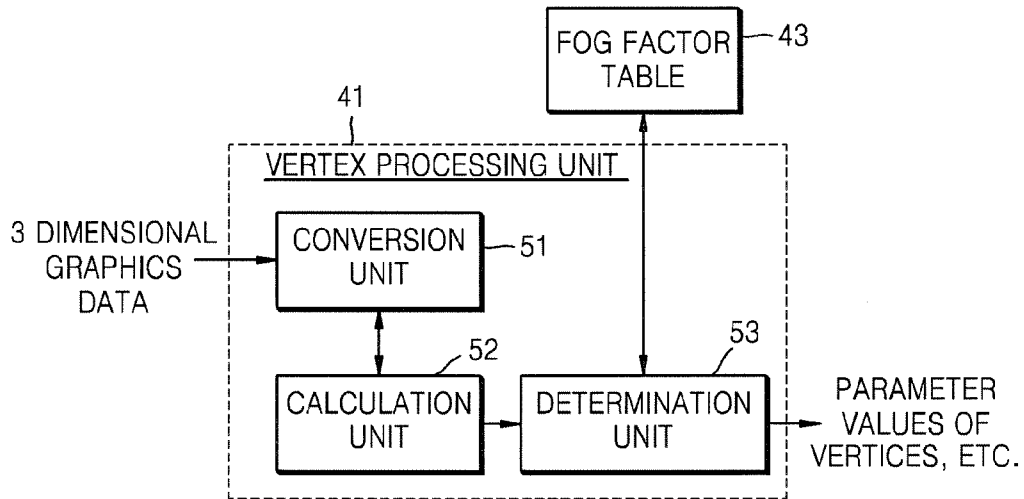 FOG FACTOR
TABLE
43
41
VERTEX PROCESSING UNIT
3 DIMENSIONAL
GRAPHICS
DATA
CONVERSION
UNIT
51
52
53
CALCULATION
UNIT
DETERMINATION
UNIT
PARAMETER
VALUES OF
VERTICES, ETC.